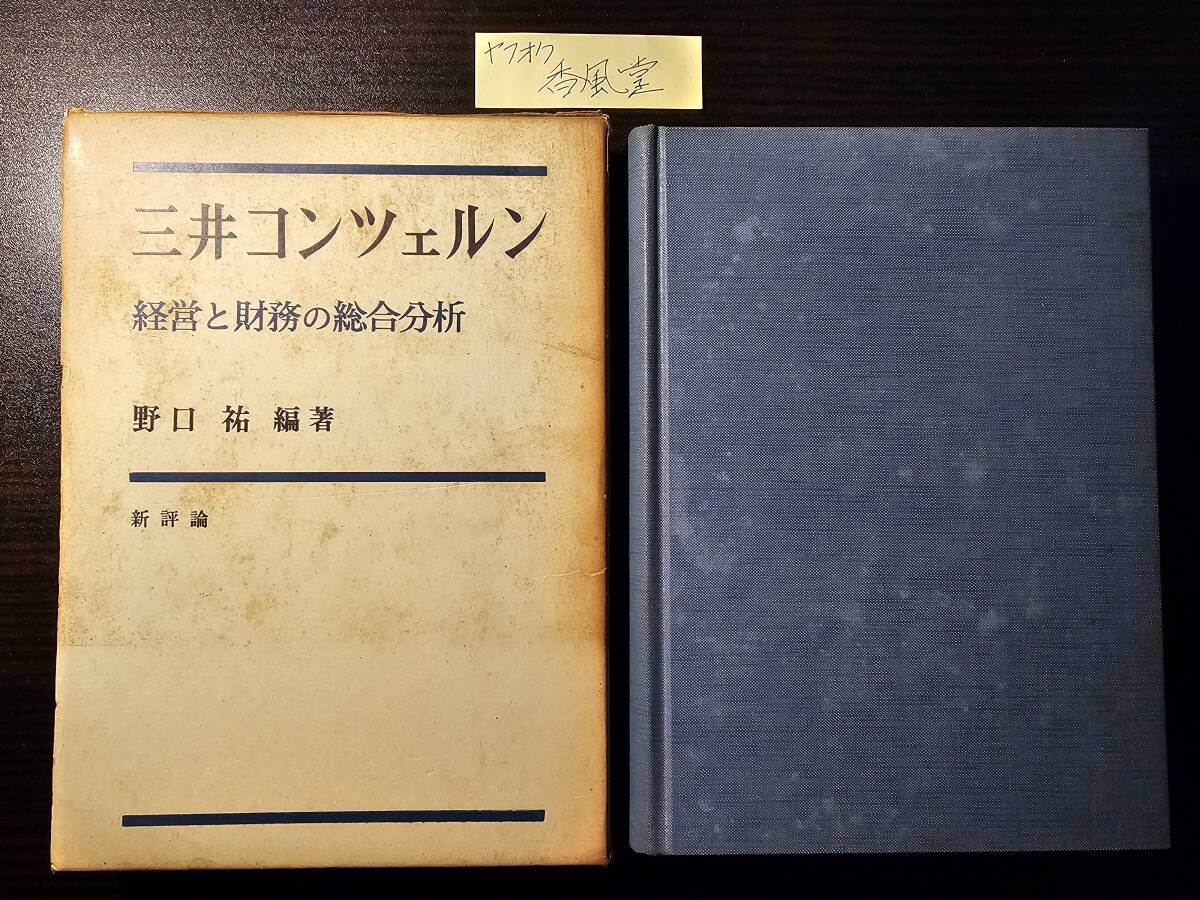 ヤフオク
香風堂
三井コンツェルン
経営と財務の総合分析
野口 祐 編著
新評論